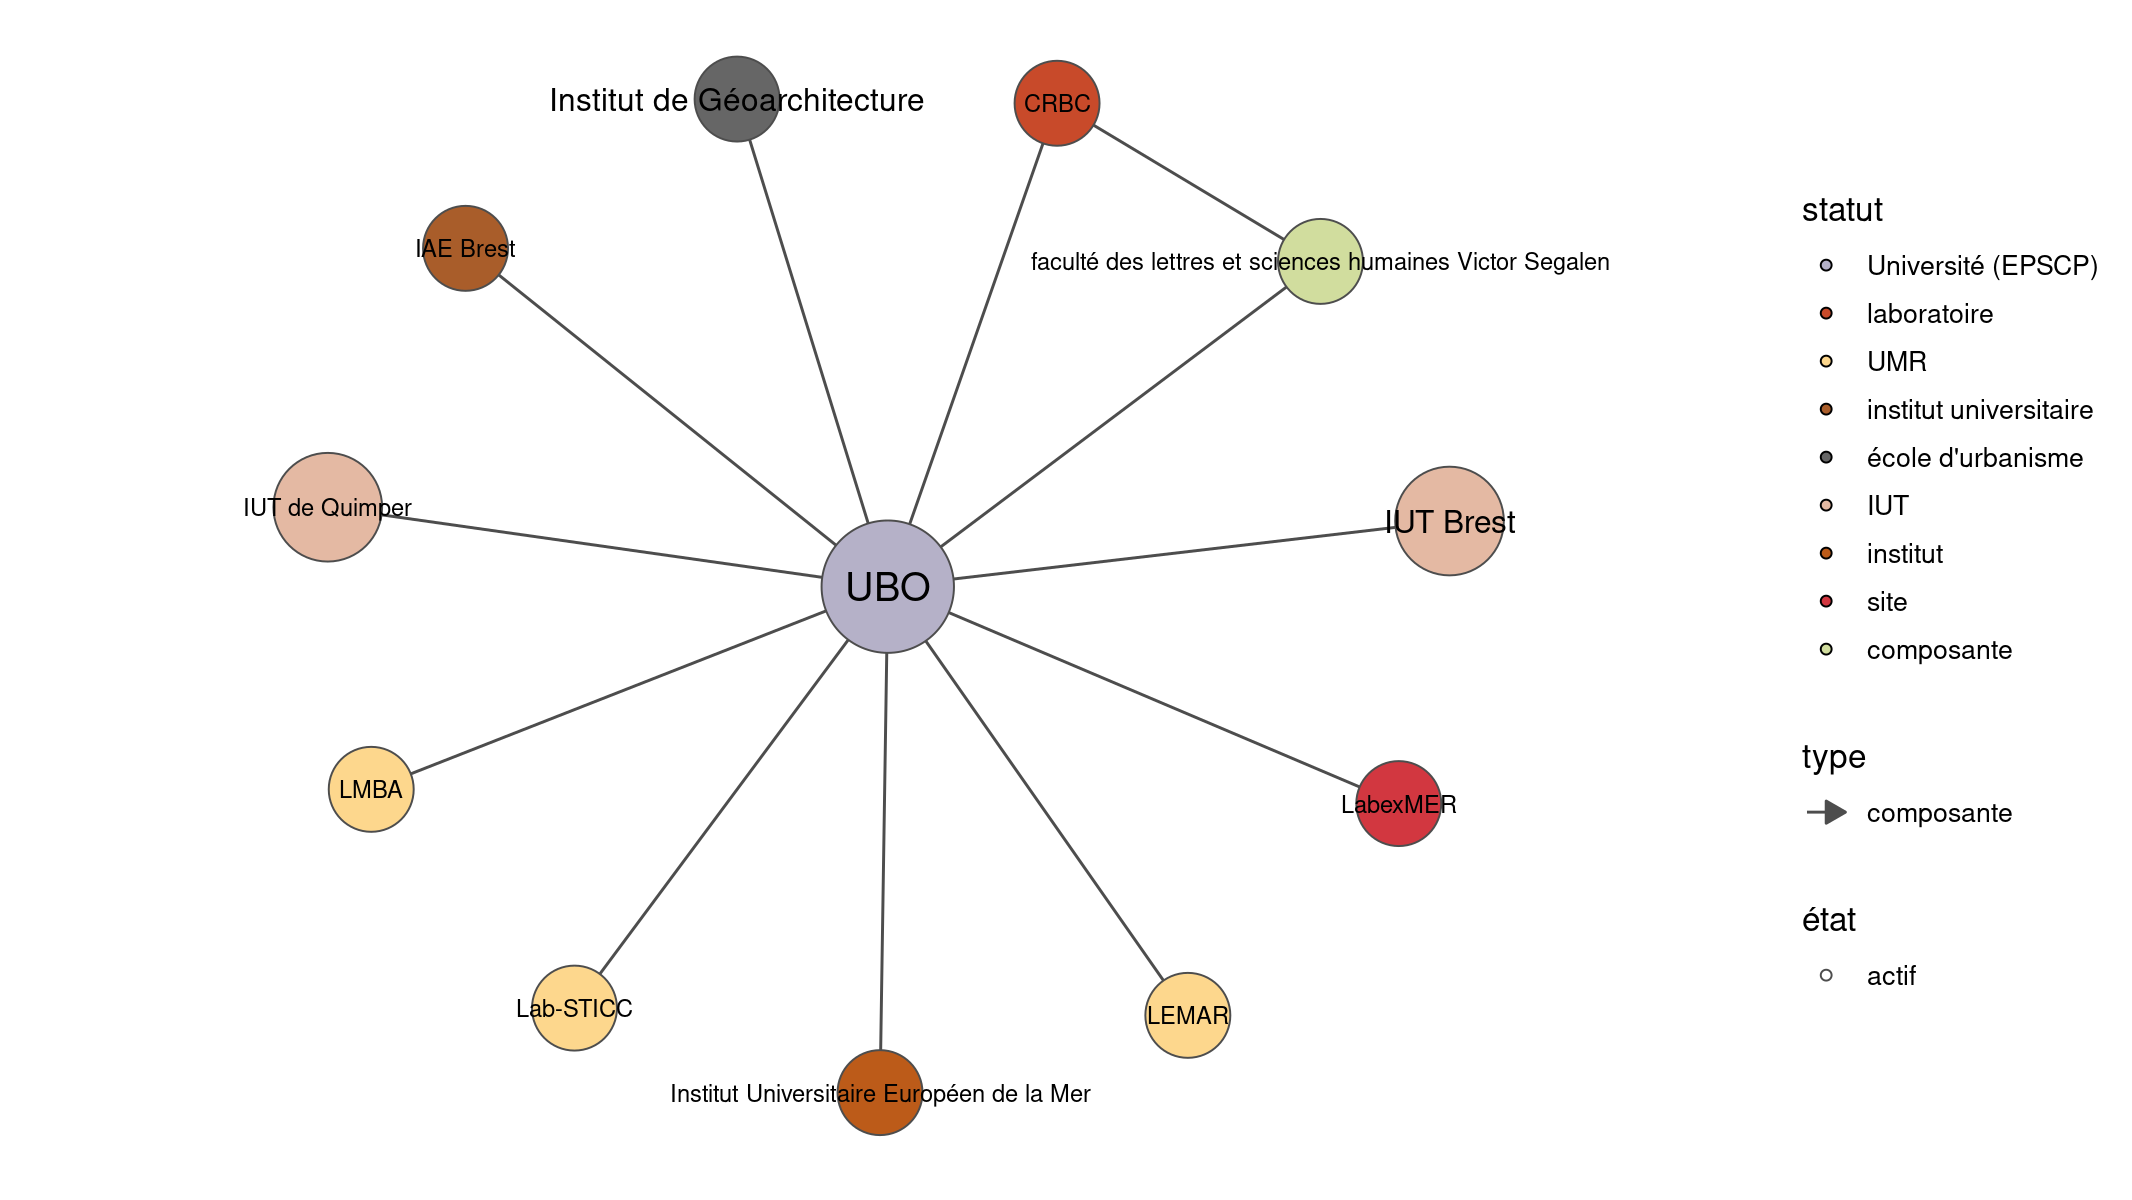 Institut de Géoarchitecture
CRBC
IAE Brest
faculté des lettres et sciences humaines Victor Segalen
IUT de Quimper
IUT Brest
UBO
LMBA
LabexMER
Lab-STICC
LEMAR
Institut Universitaire Européen de la Mer
statut
Université (EPSCP)
laboratoire
UMR
institut universitaire
école d'urbanisme
IUT
institut
site
composante
type
composante
état
actif